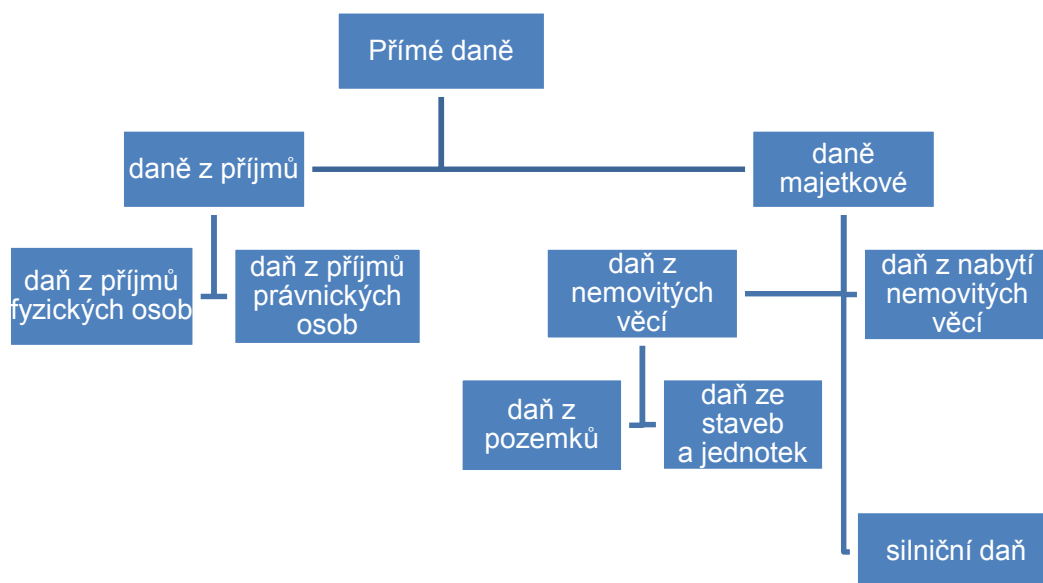 Přímé daně
daně z příjmů
daně
majetkové
daň z příjmů
fyzických osob
daň z příjmů
právnických
osob
daň z
nemovitých
věcí
daň z nabytí
nemovitých
věcí
daň z
pozemků
daň ze
staveb
a jednotek
silniční daň